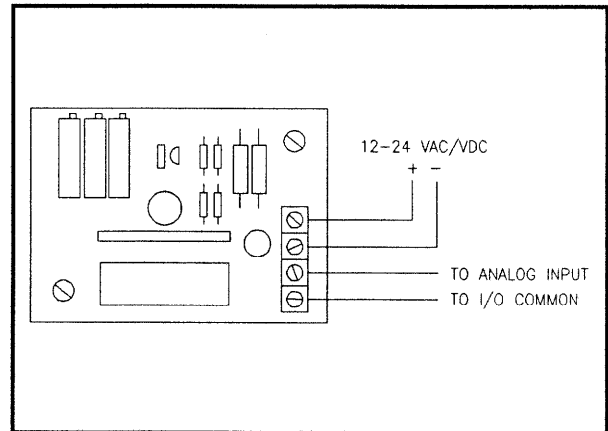 12-24 VAC/VDC
+ -
TO ANALOG INPUT
TO I/O COMMON